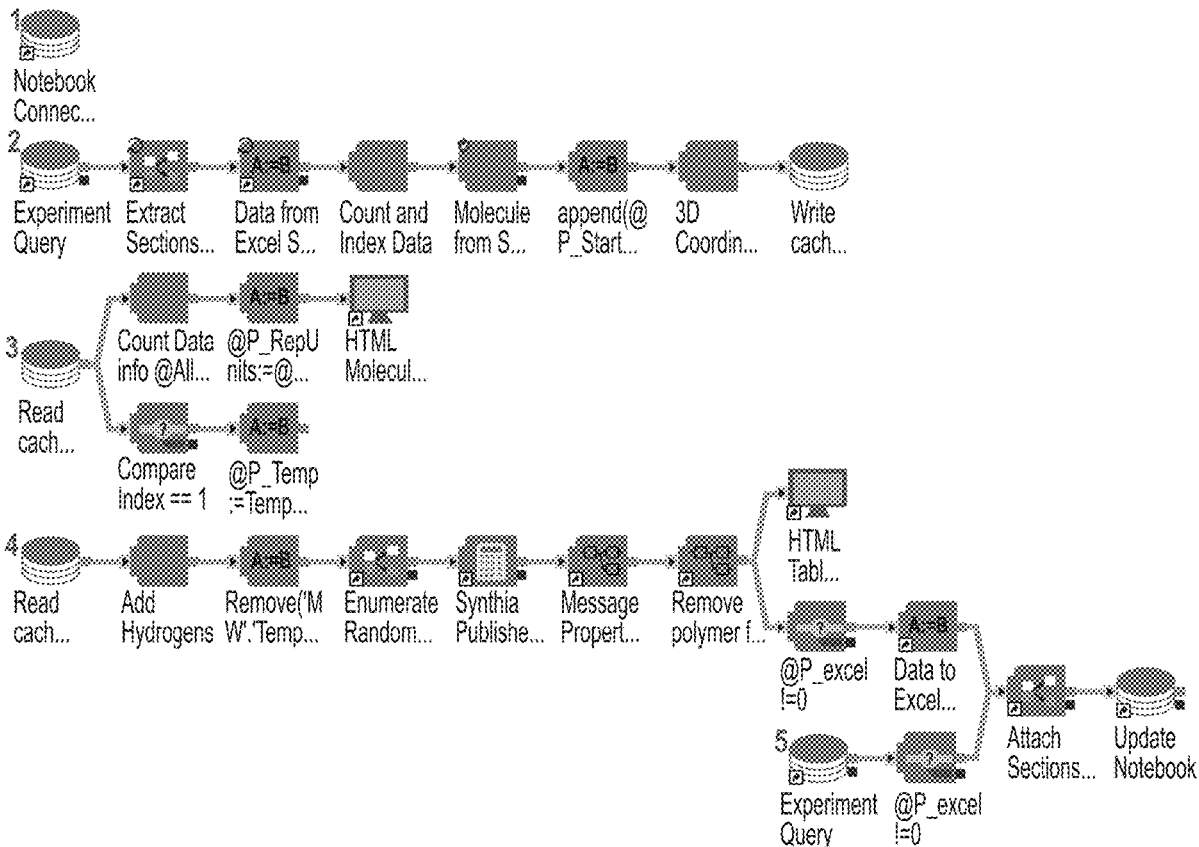 1
Notebook
Connec...
2
A:=B
A:=B
Experiment Extract Data from Count and Molecule append(@ 3D Write
Query Sections... Excel S... Index Data from S... P_Start... Coordin... cach...
A:=B
Count Data @P_RepU HTML
info @All... nits:=@... Molecul...
3
Read
cach...
? A:=B
Compare @P_Temp
Index == 1 :=Temp...
4
A:=B
HTML
Tabl...
Read Add Remove('M Enumerate Synthia Message Remove
cach... Hydrogens W'.'Temp... Random... Publishe... Propert... polymer f...
? A:=B
@P_excel Data to
!=0 Excel...
5
?
Attach Update
Sections... Notebook
Experiment @P_excel
Query !=0